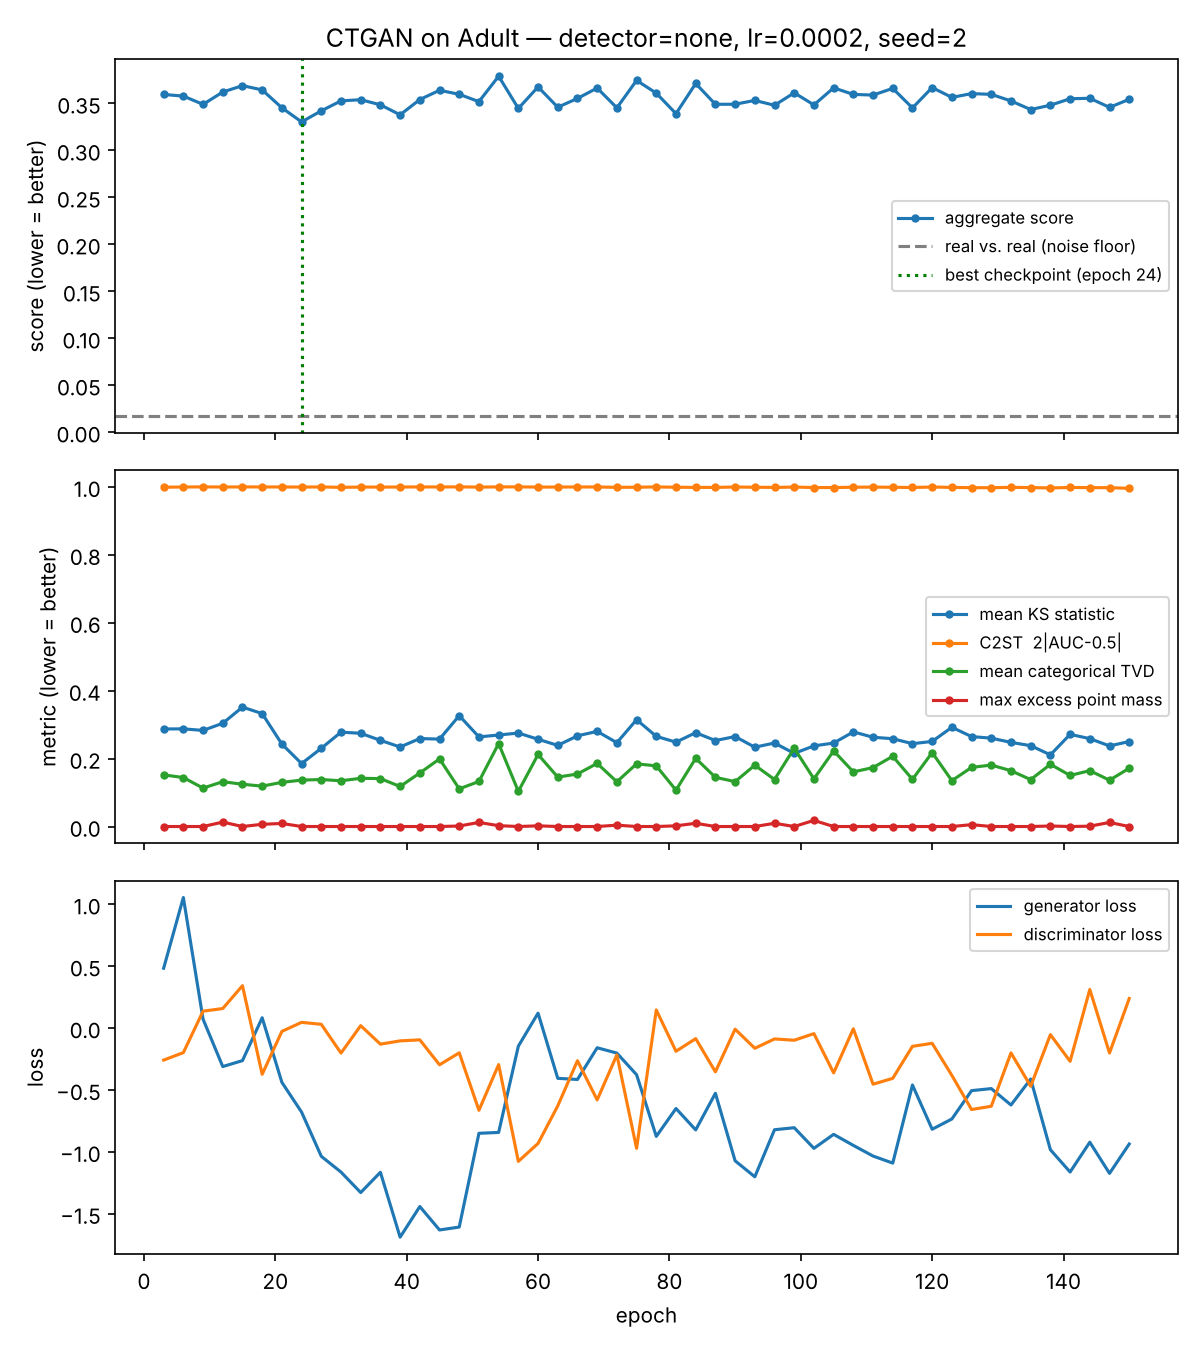 CTGAN on Adult — detector=none, lr=0.0002, seed=2
score (lower = better)
0.35
0.30
0.25
0.20
0.15
0.10
0.05
0.00
aggregate score
real vs. real (noise floor)
best checkpoint (epoch 24)
metric (lower = better)
1.0
0.8
0.6
0.4
0.2
0.0
mean KS statistic
C2ST 2|AUC-0.5|
mean categorical TVD
max excess point mass
loss
1.0
0.5
0.0
−0.5
−1.0
−1.5
generator loss
discriminator loss
0 20 40 60 80 100 120 140
epoch